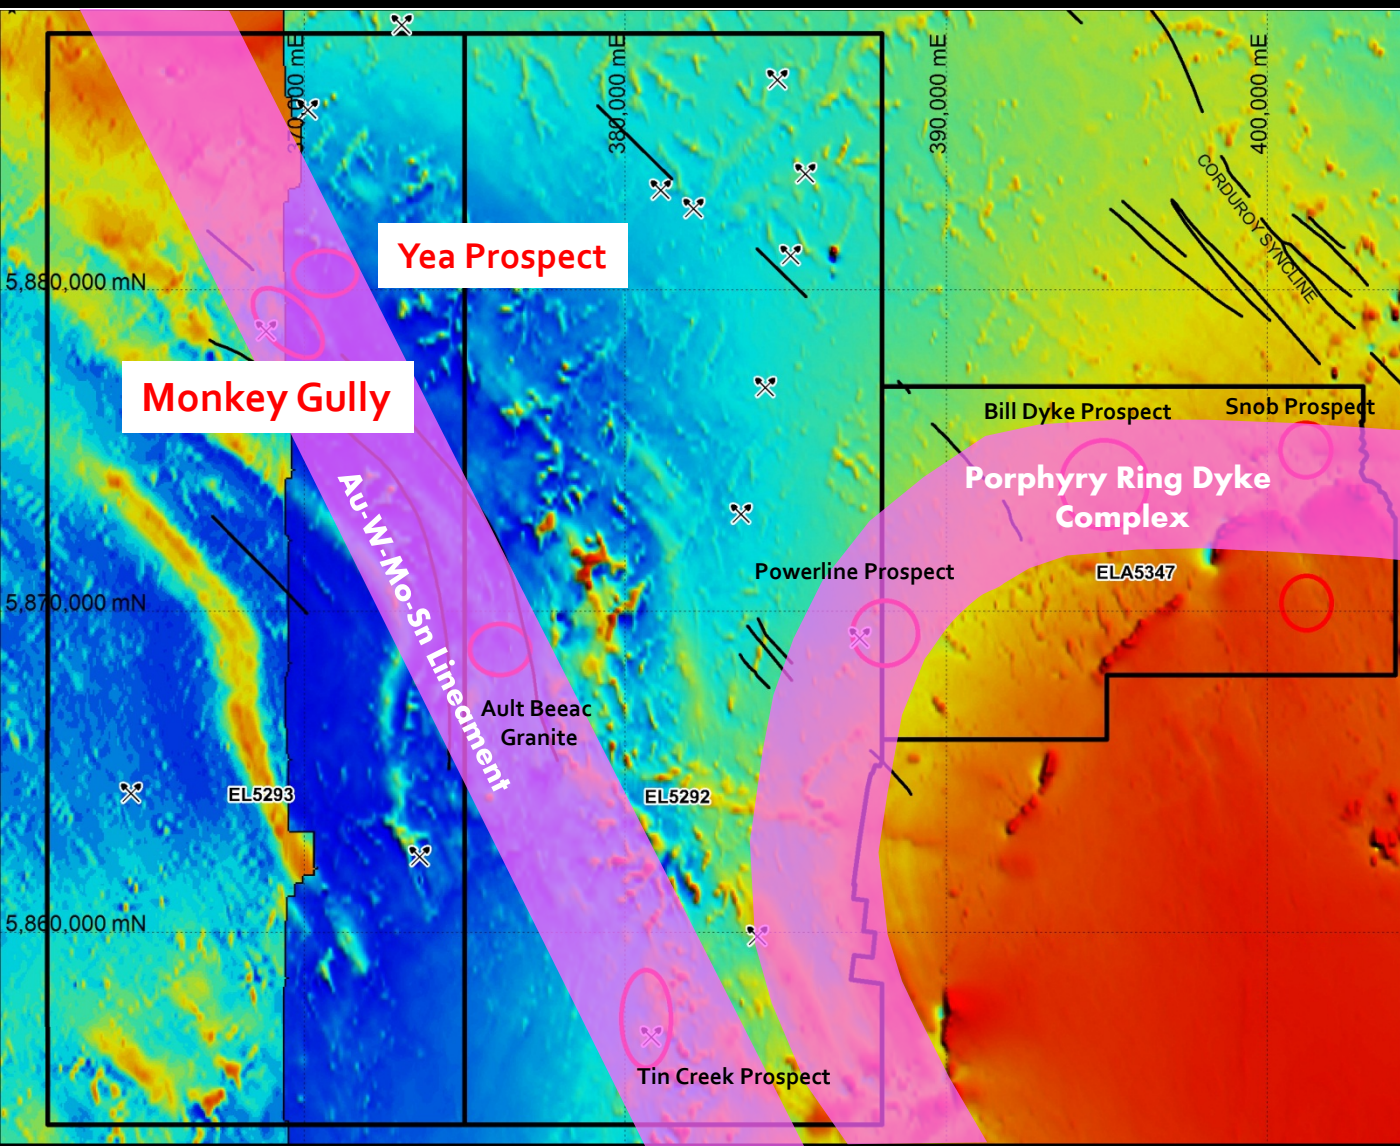 370,000 mE
380,000 mE
390,000 mE
400,000 mE
CORDUROY SYNCLINE
Yea Prospect
5,880,000 mN
Monkey Gully
Bill Dyke Prospect
Snob Prospect
Porphyry Ring Dyke
Complex
Au-W-Mo-Sn Lineament
Powerline Prospect
ELA5347
5,870,000 mN
Ault Beeac
Granite
EL5293
EL5292
5,860,000 mN
Tin Creek Prospect